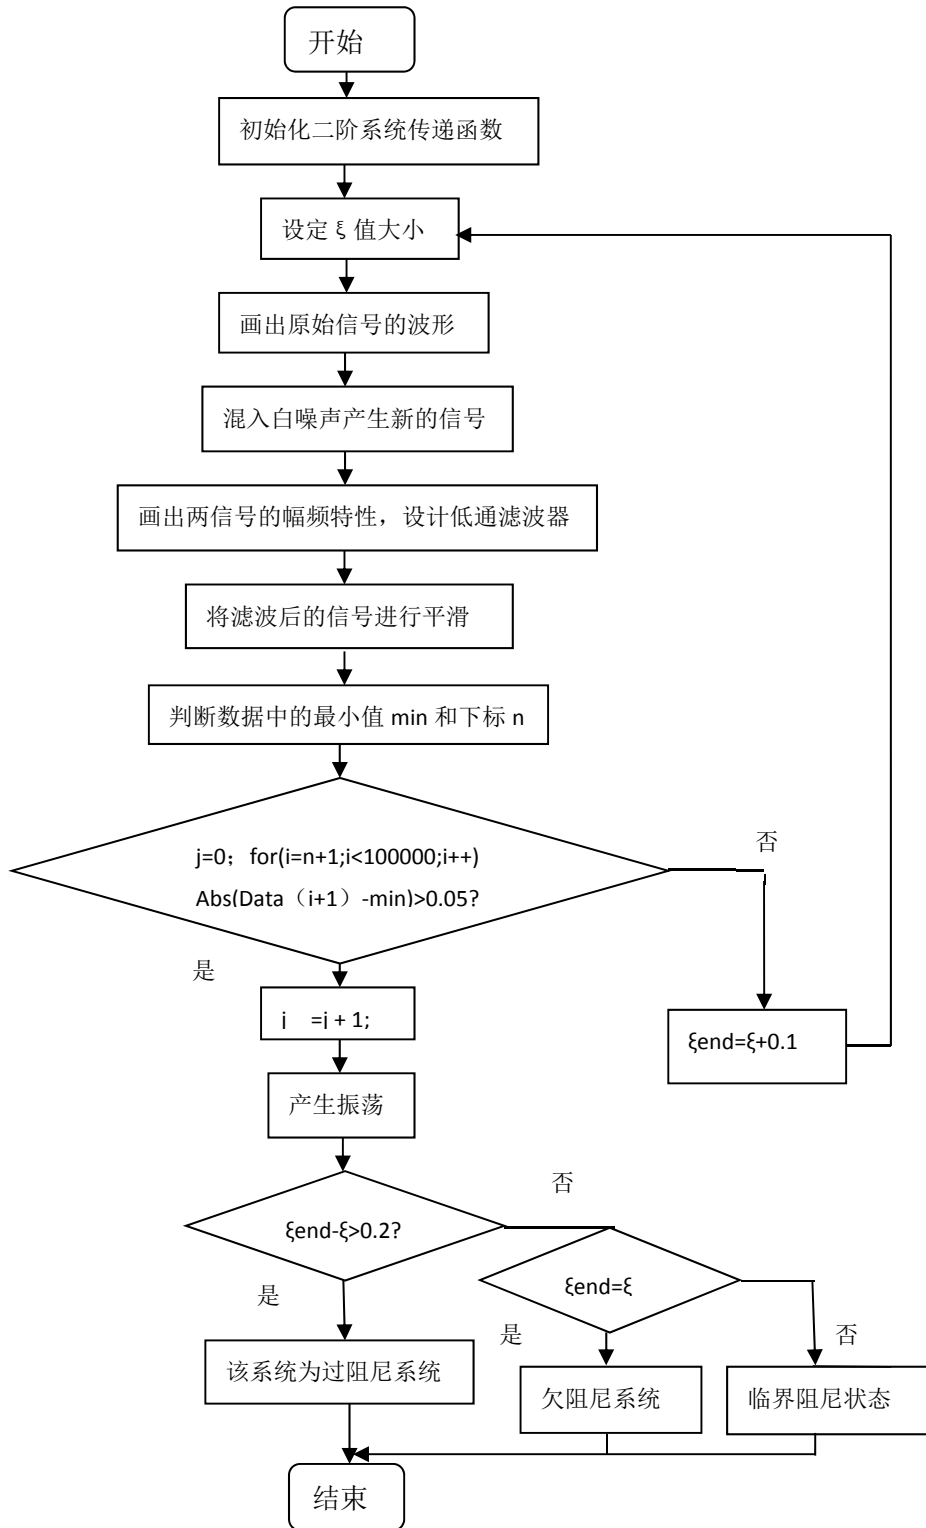 开始
初始化二阶系统传递函数
设定 ξ 值大小
画出原始信号的波形
混入白噪声产生新的信号
画出两信号的幅频特性，设计低通滤波器
将滤波后的信号进行平滑
判断数据中的最小值 min 和下标 n
j=0；for(i=n+1;i<100000;i++)
Abs(Data（i+1）-min)>0.05?
否
是
j =j + 1;
ξend=ξ+0.1
产生振荡
ξend-ξ>0.2?
否
是
ξend=ξ
是
否
该系统为过阻尼系统
欠阻尼系统
临界阻尼状态
结束